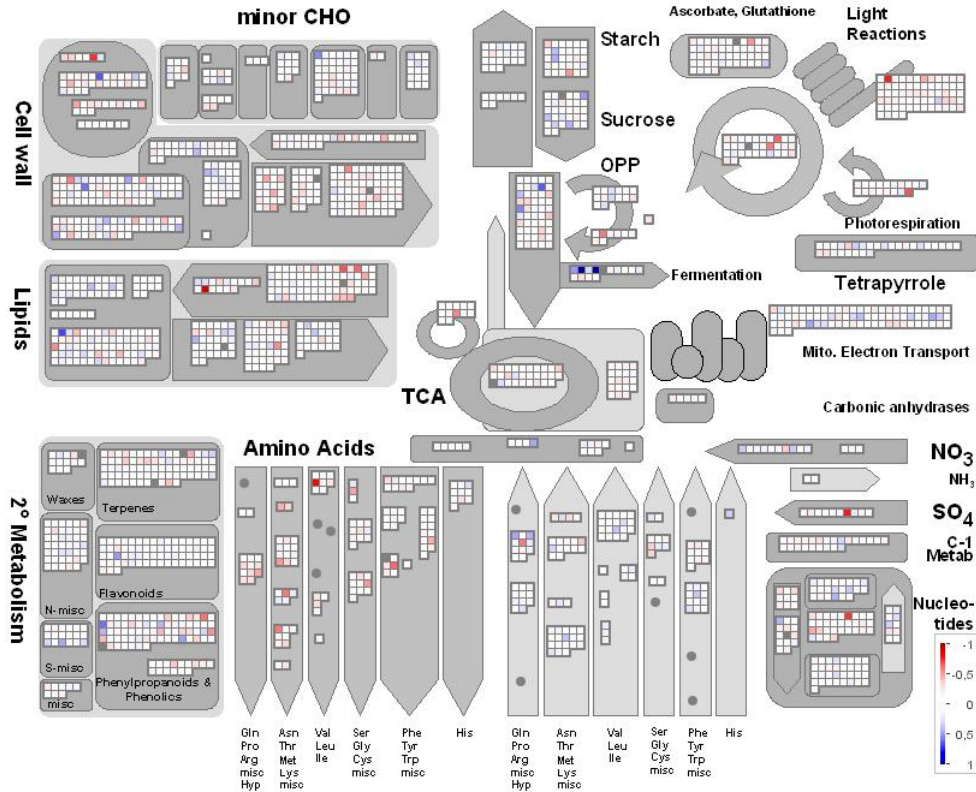 minor CHO
Starch
Sucrose
OPP
Ascorbate, Glutathione
Light
Reactions
Photorespiration
Tetrapyrrole
Mito. Electron Transport
Cell wall
Lipids
Fermentation
TCA
Carbonic anhydrases
Amino Acids
NO3
NH3
SO4
C-1
Metab
Nucleo-
tides
2° Metabolism
Waxes
Terpenes
N-misc
Flavonoids
S-misc
misc
Phenylpropanoids &
Phenolics
Gln
Pro
Arg
misc
Hyp
Asn
Thr
Met
Lys
misc
Val
Leu
Ile
Ser
Gly
Cys
misc
Phe
Tyr
Trp
misc
His
Gln
Pro
Arg
misc
Hyp
Asn
Thr
Met
Lys
misc
Val
Leu
Ile
Ser
Gly
Cys
misc
Phe
Tyr
Trp
misc
His
-1
-0.5
0
0,5
1